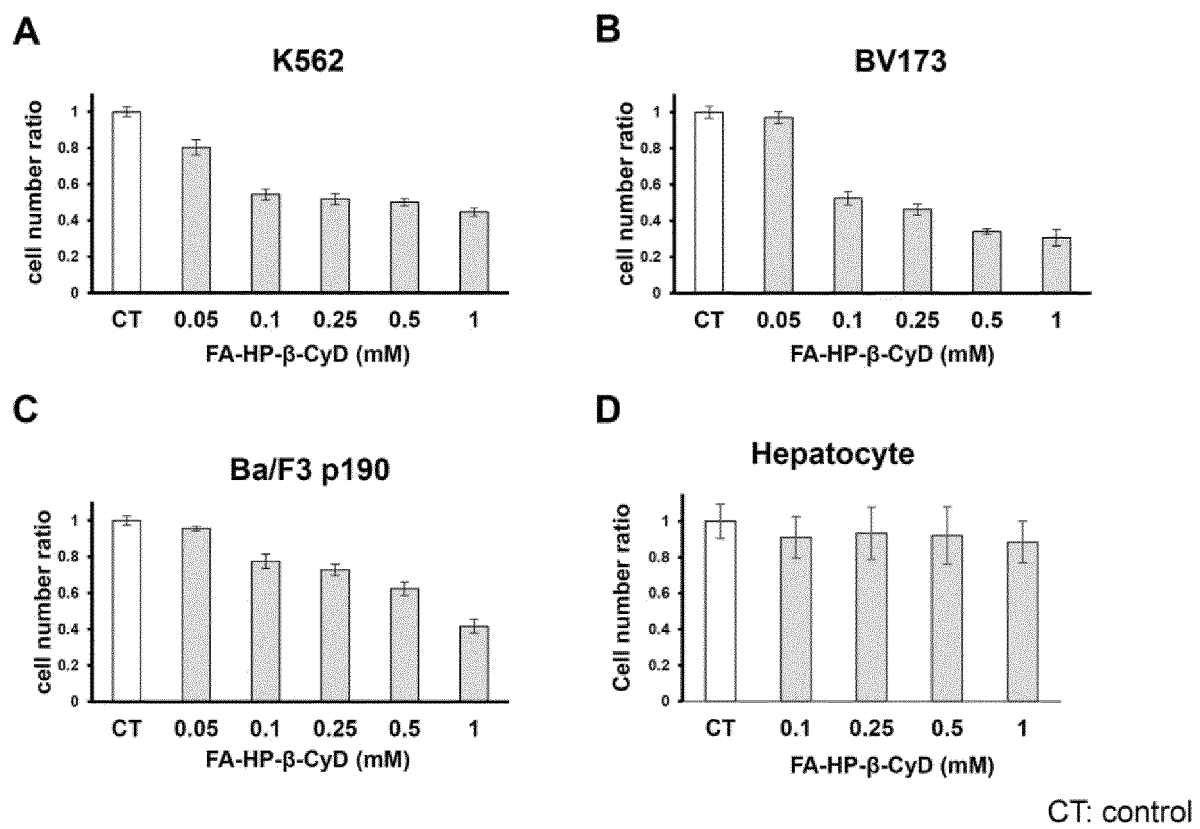 A
K562
cell number ratio
1
0.8
0.6
0.4
0.2
0
CT 0.05 0.1 0.25 0.5 1
FA-HP-β-CyD (mM)
B
BV173
cell number ratio
1
0.8
0.6
0.4
0.2
0
CT 0.05 0.1 0.25 0.5 1
FA-HP-β-CyD (mM)
C
Ba/F3 p190
cell number ratio
1
0.8
0.6
0.4
0.2
0
CT 0.05 0.1 0.25 0.5 1
FA-HP-β-CyD (mM)
D
Hepatocyte
Cell number ratio
1
0.8
0.6
0.4
0.2
0
CT 0.1 0.25 0.5 1
FA-HP-β-CyD (mM)
CT: control